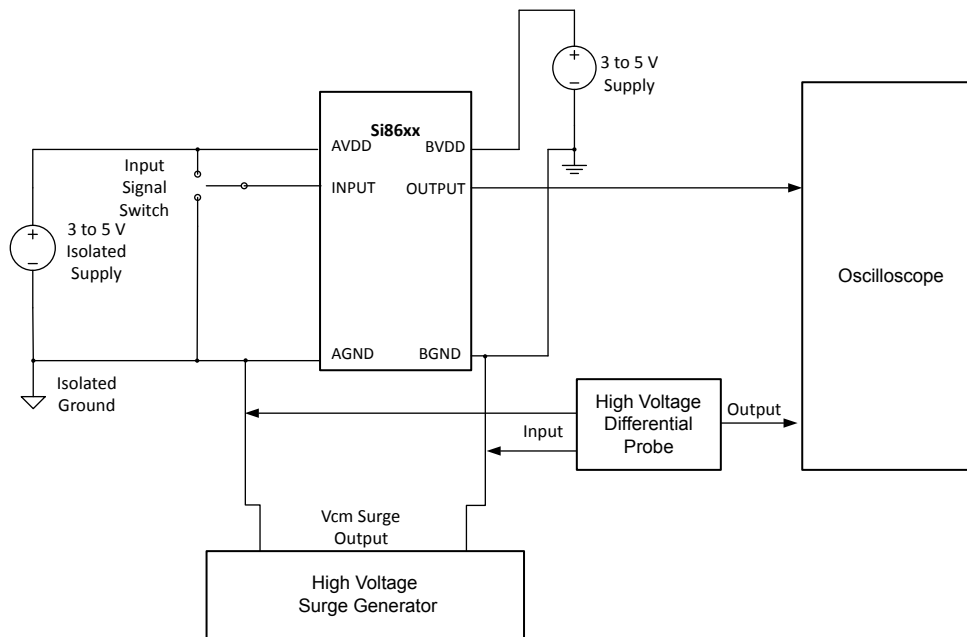 3 to 5 V
Supply
Si86xx
AVDD
BVDD
Input
Signal
Switch
INPUT
OUTPUT
+
−
3 to 5 V
Isolated
Supply
+
−
Oscilloscope
AGND
BGND
Isolated
Ground
High Voltage
Differential
Probe
Input
Output
Vcm Surge
Output
High Voltage
Surge Generator